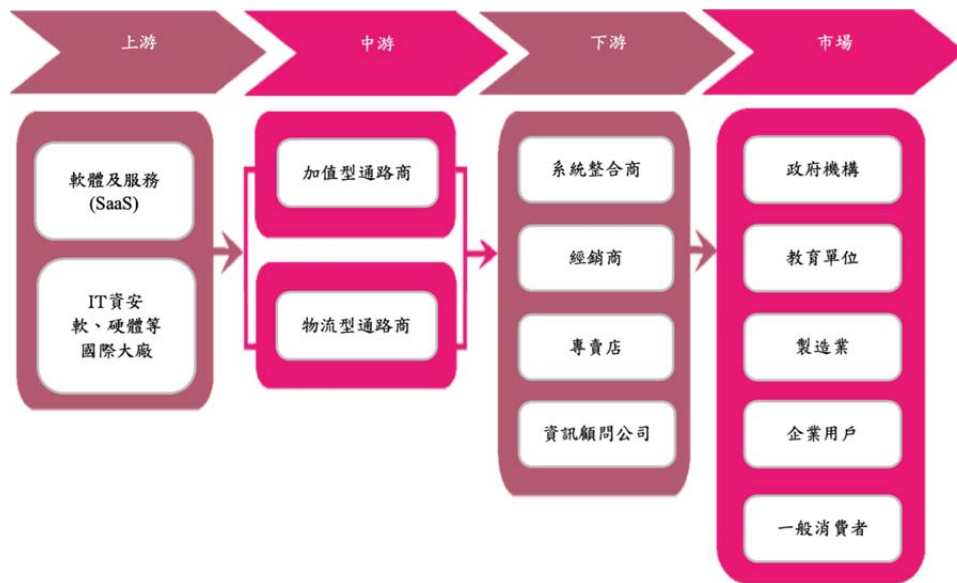 上游
中游
下游
市場
軟體及服務
(SaaS)
IT資安
軟、硬體等
國際大廠
加值型通路商
物流型通路商
系統整合商
經銷商
專賣店
資訊顧問公司
政府機構
教育單位
製造業
企業用戶
一般消費者